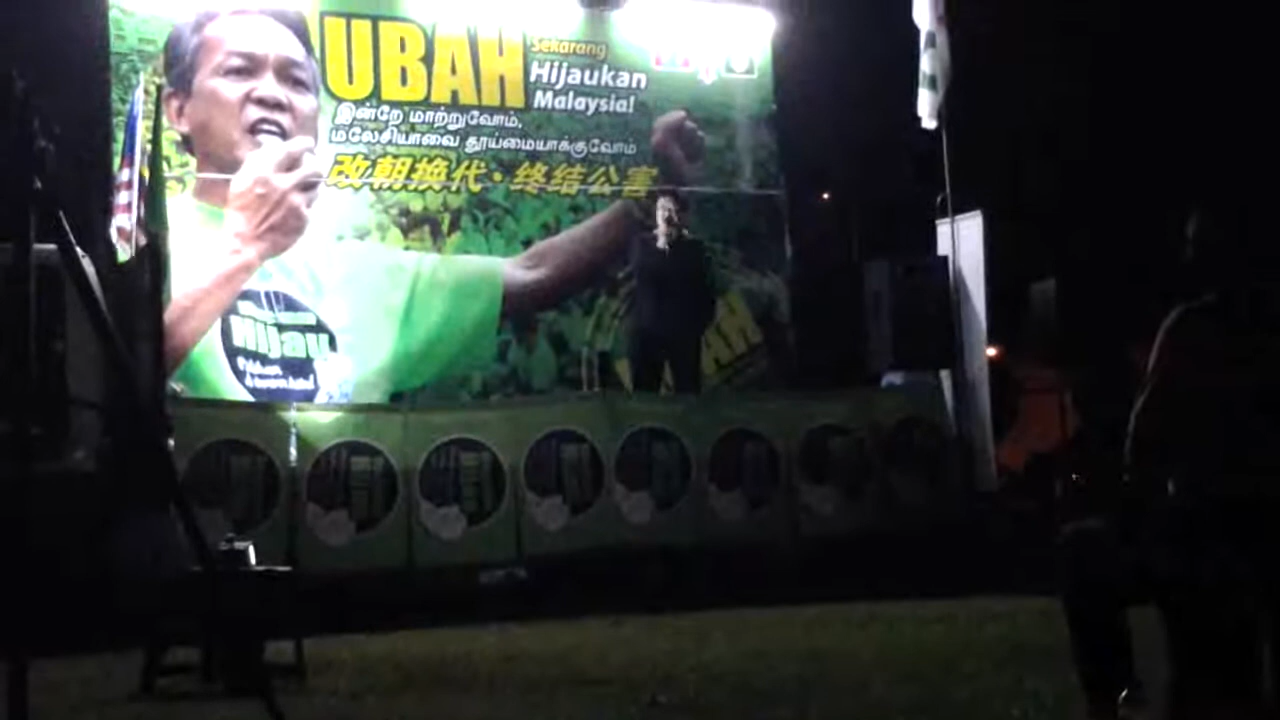 UBAH
Sekarang
Hijaukan
Malaysia!
இன்றே மாற்றுவோம்,
மலேசியாவை தூய்மையாக்குவோம்
改朝换代·终结公害
Hijau